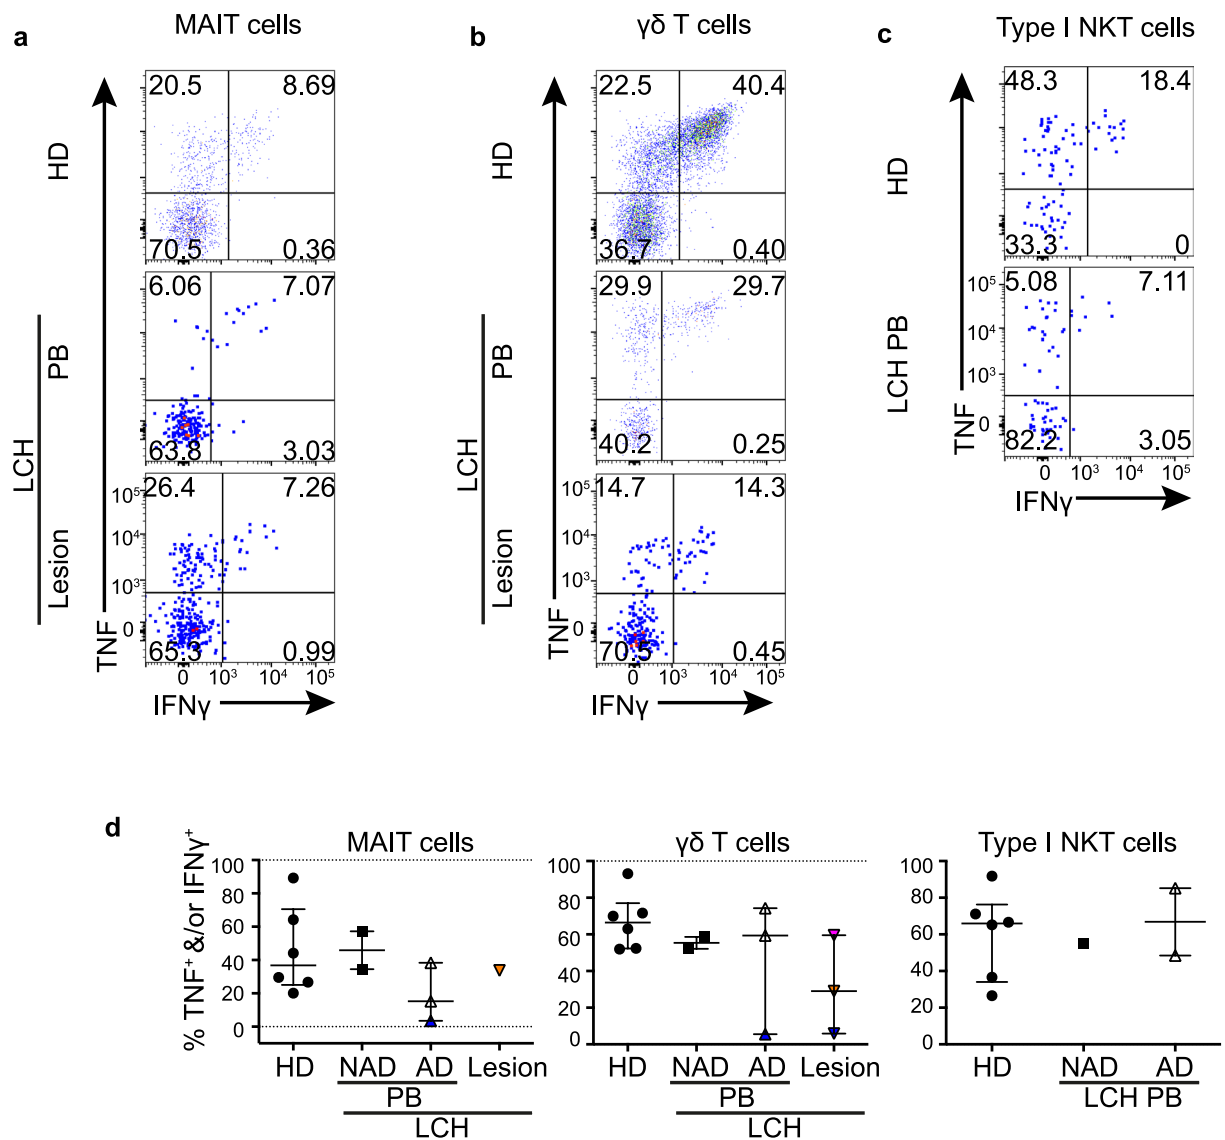 a
MAIT cells
HD
20.5 8.69
70.5 0.36
LCH
PB
6.06 7.07
63.8 3.03
Lesion
26.4 7.26
65.3 0.99
10⁵
10⁴
10³
0
TNF
0 10³ 10⁴ 10⁵
IFNγ
b
γδ T cells
HD
22.5 40.4
36.7 0.40
LCH
PB
29.9 29.7
40.2 0.25
Lesion
14.7 14.3
70.5 0.45
10⁵
10⁴
10³
0
TNF
0 10³ 10⁴ 10⁵
IFNγ
c
Type I NKT cells
HD
48.3 18.4
33.3 0
LCH PB
5.08 7.11
82.2 3.05
10⁵
10⁴
10³
0
TNF
0 10³ 10⁴ 10⁵
IFNγ
d
% TNF⁺ &/or IFNγ⁺
MAIT cells
100
80
60
40
20
0
HD NAD AD Lesion
PB
LCH
γδ T cells
100
80
60
40
20
0
HD NAD AD Lesion
PB
LCH
Type I NKT cells
100
80
60
40
20
0
HD NAD AD
LCH PB